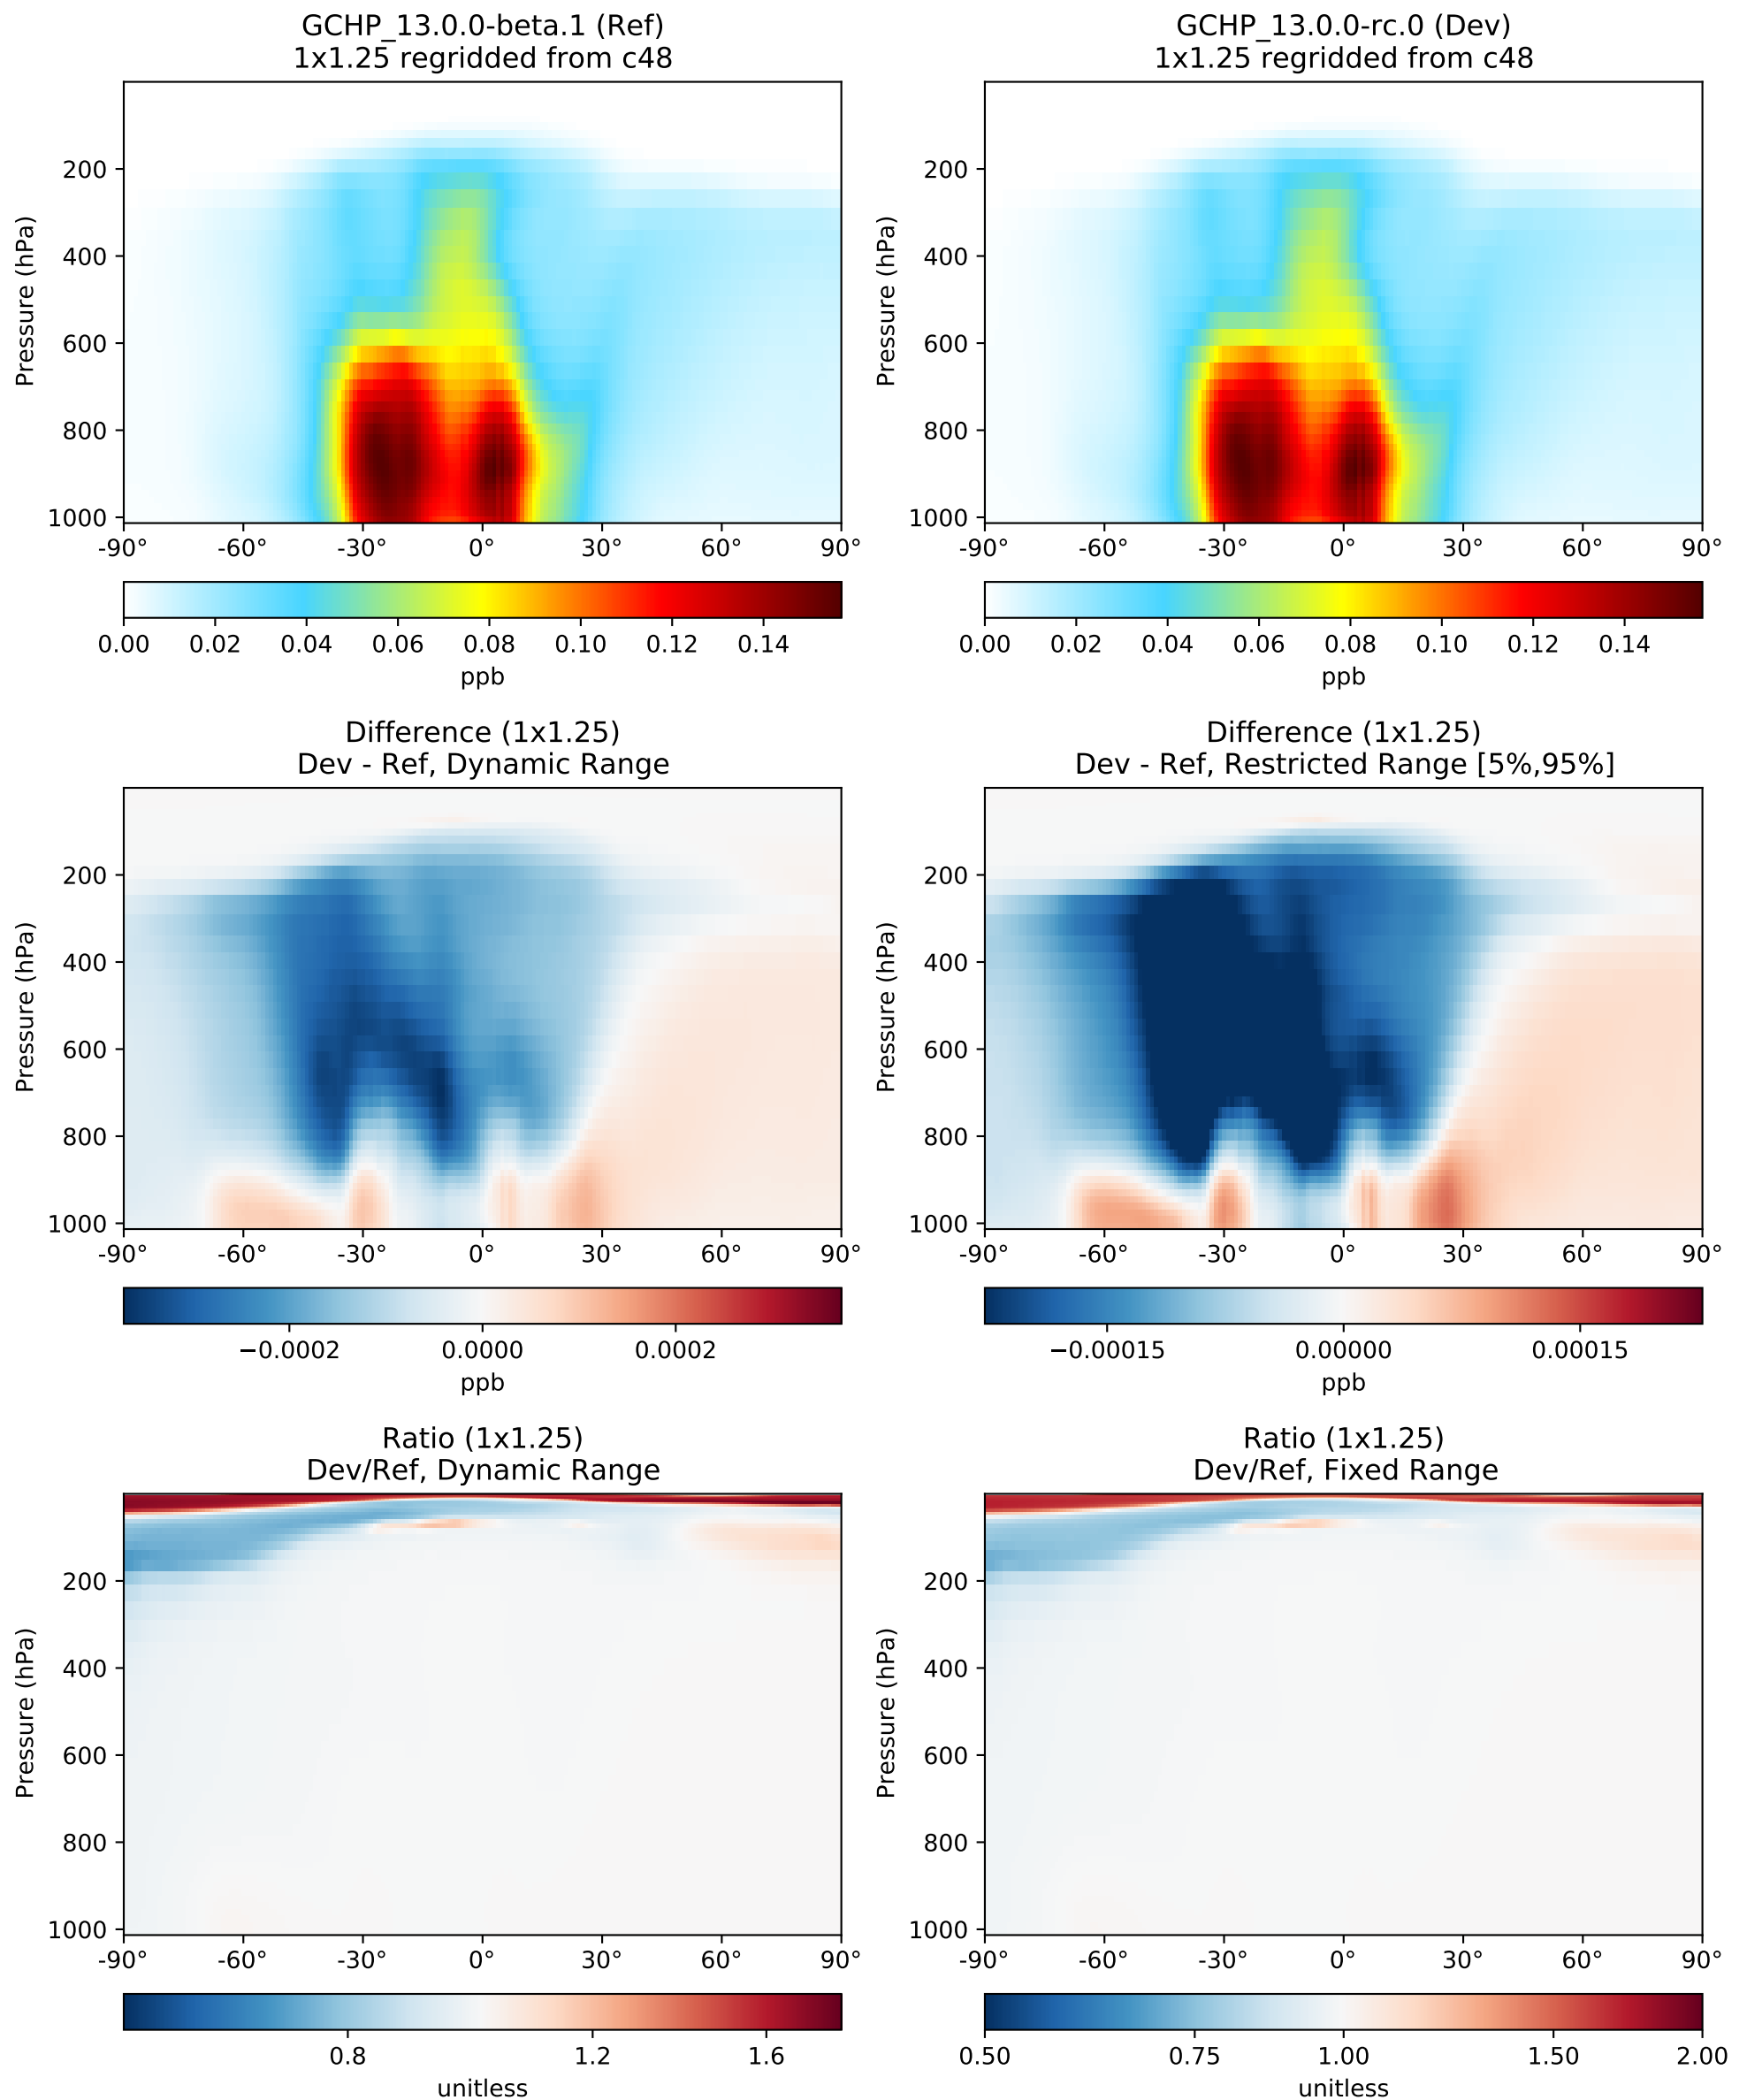 GCHP_13.0.0-beta.1 (Ref)
1x1.25 regridded from c48
Pressure (hPa)
200
400
600
800
1000
-90° -60° -30° 0° 30° 60° 90°
0.00 0.02 0.04 0.06 0.08 0.10 0.12 0.14
ppb
GCHP_13.0.0-rc.0 (Dev)
1x1.25 regridded from c48
Pressure (hPa)
200
400
600
800
1000
-90° -60° -30° 0° 30° 60° 90°
0.00 0.02 0.04 0.06 0.08 0.10 0.12 0.14
ppb
Difference (1x1.25)
Dev - Ref, Dynamic Range
Pressure (hPa)
200
400
600
800
1000
-90° -60° -30° 0° 30° 60° 90°
−0.0002 0.0000 0.0002
ppb
Difference (1x1.25)
Dev - Ref, Restricted Range [5%,95%]
Pressure (hPa)
200
400
600
800
1000
-90° -60° -30° 0° 30° 60° 90°
−0.00015 0.00000 0.00015
ppb
Ratio (1x1.25)
Dev/Ref, Dynamic Range
Pressure (hPa)
200
400
600
800
1000
-90° -60° -30° 0° 30° 60° 90°
0.8 1.2 1.6
unitless
Ratio (1x1.25)
Dev/Ref, Fixed Range
Pressure (hPa)
200
400
600
800
1000
-90° -60° -30° 0° 30° 60° 90°
0.50 0.75 1.00 1.50 2.00
unitless